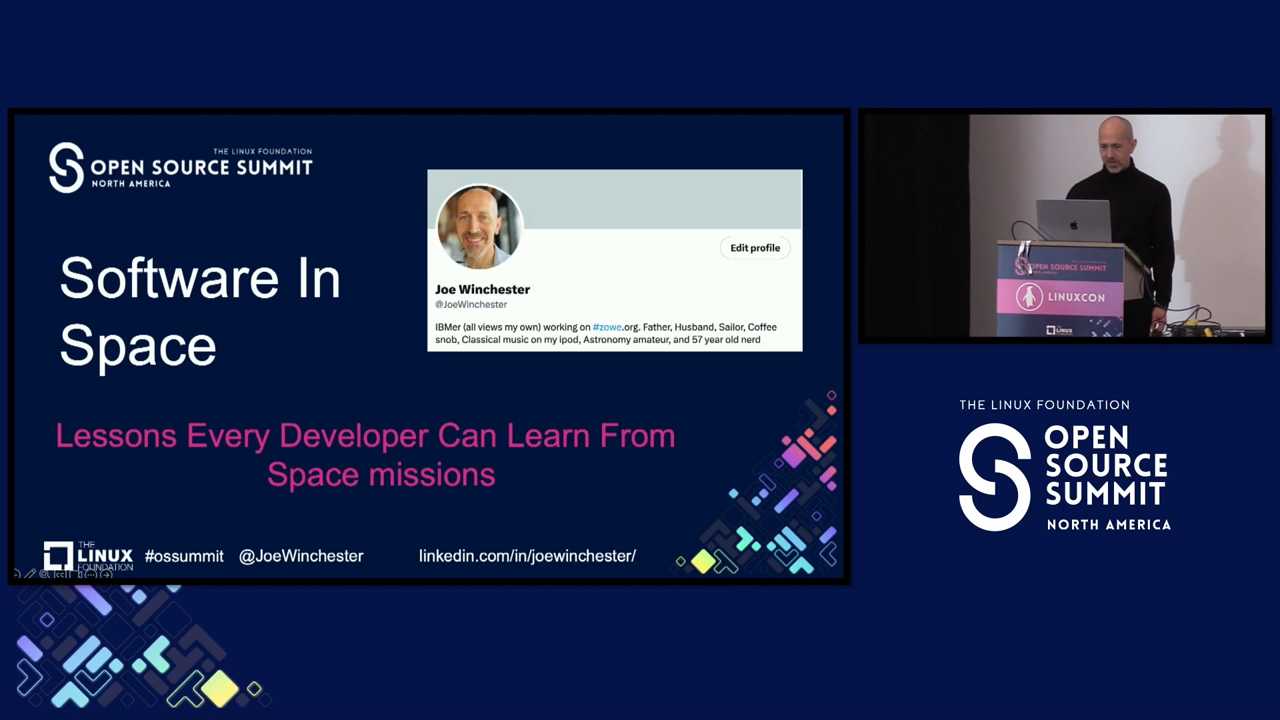 THE LINUX FOUNDATION
OPEN SOURCE SUMMIT
NORTH AMERICA
Software In
Space
Edit profile
Joe Winchester
@JoeWinchester
IBMer (all views my own) working on #zowe.org. Father, Husband, Sailor, Coffee
snob, Classical music on my ipod, Astronomy amateur, and 57 year old nerd
Lessons Every Developer Can Learn From
Space missions
THE
LINUX
FOUNDATION
#ossummit @JoeWinchester linkedin.com/in/joewinchester/
OPEN SOURCE SUMMIT
LINUXCON
LINUX
THE LINUX FOUNDATION
OPEN
SOURCE
SUMMIT
NORTH AMERICA